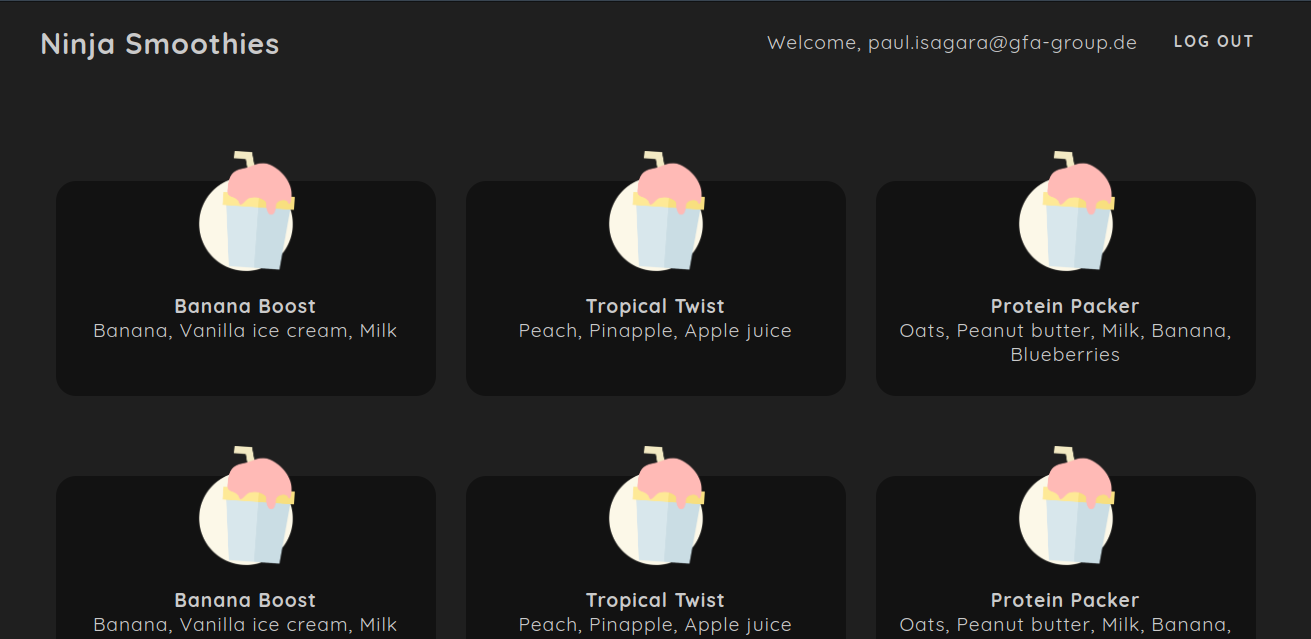 Ninja Smoothies
Welcome, paul.isagara@gfa-group.de
LOG OUT
Banana Boost
Banana, Vanilla ice cream, Milk
Tropical Twist
Peach, Pinapple, Apple juice
Protein Packer
Oats, Peanut butter, Milk, Banana,
Blueberries
Banana Boost
Banana, Vanilla ice cream, Milk
Tropical Twist
Peach, Pinapple, Apple juice
Protein Packer
Oats, Peanut butter, Milk, Banana,